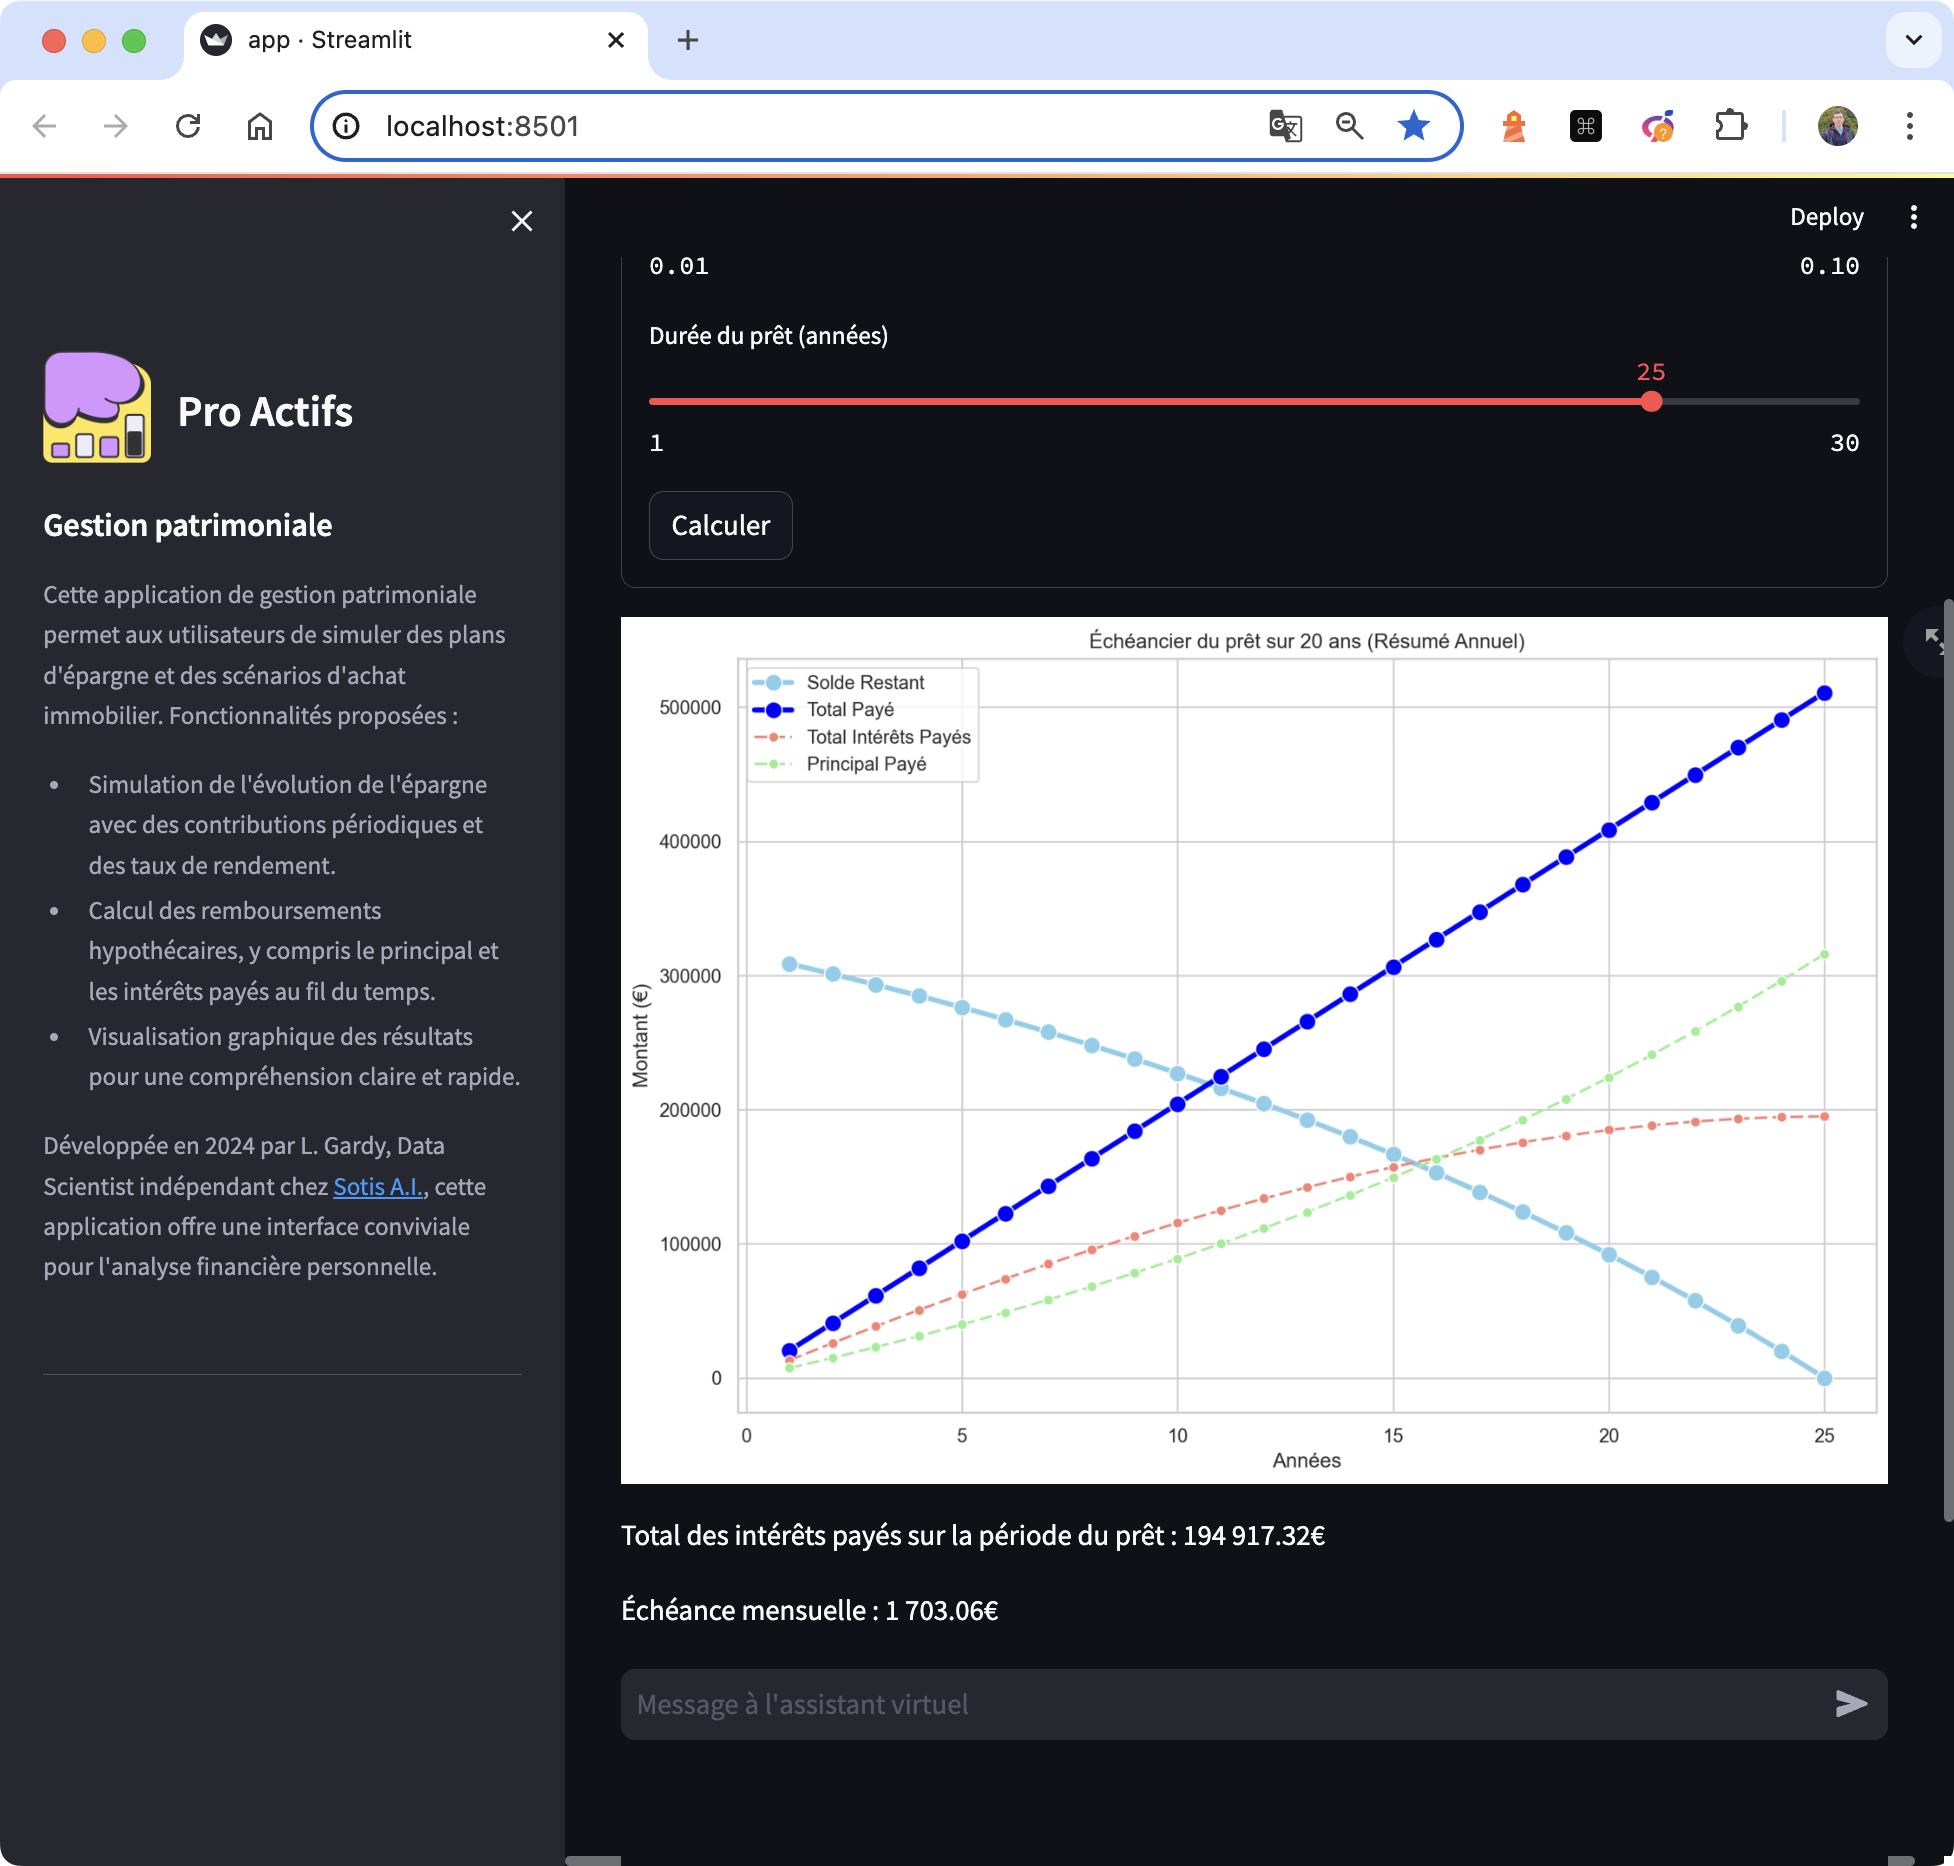 app · Streamlit
localhost:8501
Deploy
Pro Actifs
Gestion patrimoniale
Cette application de gestion patrimoniale
permet aux utilisateurs de simuler des plans
d'épargne et des scénarios d'achat
immobilier. Fonctionnalités proposées :
• Simulation de l'évolution de l'épargne
avec des contributions périodiques et
des taux de rendement.
• Calcul des remboursements
hypothécaires, y compris le principal et
les intérêts payés au fil du temps.
• Visualisation graphique des résultats
pour une compréhension claire et rapide.
Développée en 2024 par L. Gardy, Data
Scientist indépendant chez Sotis A.I., cette
application offre une interface conviviale
pour l'analyse financière personnelle.
0.01 0.10
Durée du prêt (années)
25
1 30
Calculer
Échéancier du prêt sur 20 ans (Résumé Annuel)
Solde Restant
Total Payé
Total Intérêts Payés
Principal Payé
Montant (€)
500000
400000
300000
200000
100000
0
0 5 10 15 20 25
Années
Total des intérêts payés sur la période du prêt : 194 917.32€
Échéance mensuelle : 1 703.06€
Message à l'assistant virtuel